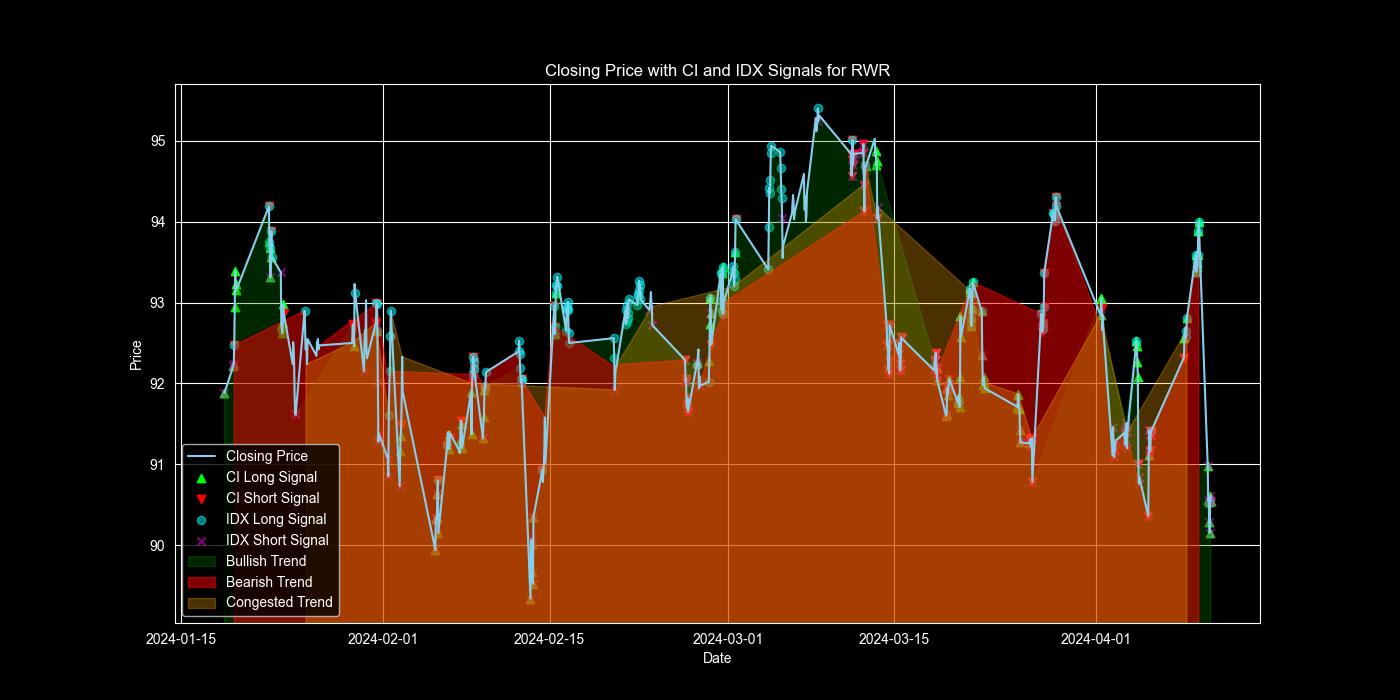 Closing Price with CI and IDX Signals for RWR
95
94
93
92
91
90
Price
Closing Price
CI Long Signal
CI Short Signal
IDX Long Signal
IDX Short Signal
Bullish Trend
Bearish Trend
Congested Trend
2024-01-15
2024-02-01
2024-02-15
2024-03-01
2024-03-15
2024-04-01
Date